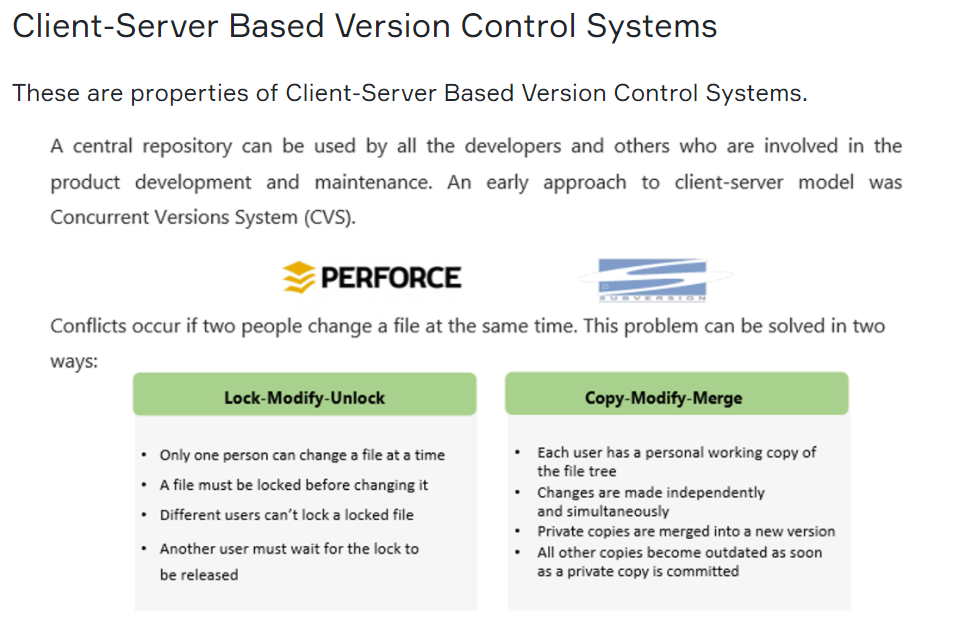 Client-Server Based Version Control Systems
These are properties of Client-Server Based Version Control Systems.
A central repository can be used by all the developers and others who are involved in the
product development and maintenance. An early approach to client-server model was
Concurrent Versions System (CVS).
PERFORCE
SUBVERSION
Conflicts occur if two people change a file at the same time. This problem can be solved in two
ways:
Lock-Modify-Unlock
• Only one person can change a file at a time
• A file must be locked before changing it
• Different users can't lock a locked file
• Another user must wait for the lock to
be released
Copy-Modify-Merge
• Each user has a personal working copy of
the file tree
• Changes are made independently
and simultaneously
• Private copies are merged into a new version
• All other copies become outdated as soon
as a private copy is committed